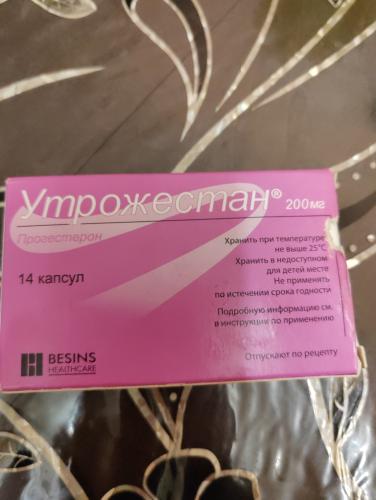 Утрожестан® 200мг
Прогестерон
14 капсул
Хранить при температуре
не выше 25°С
Хранить в недоступном
для детей месте
Не применять
по истечении срока годности
Подробную информацию см.
в инструкции по применению
Отпускают по рецепту
BESINS
HEALTHCARE